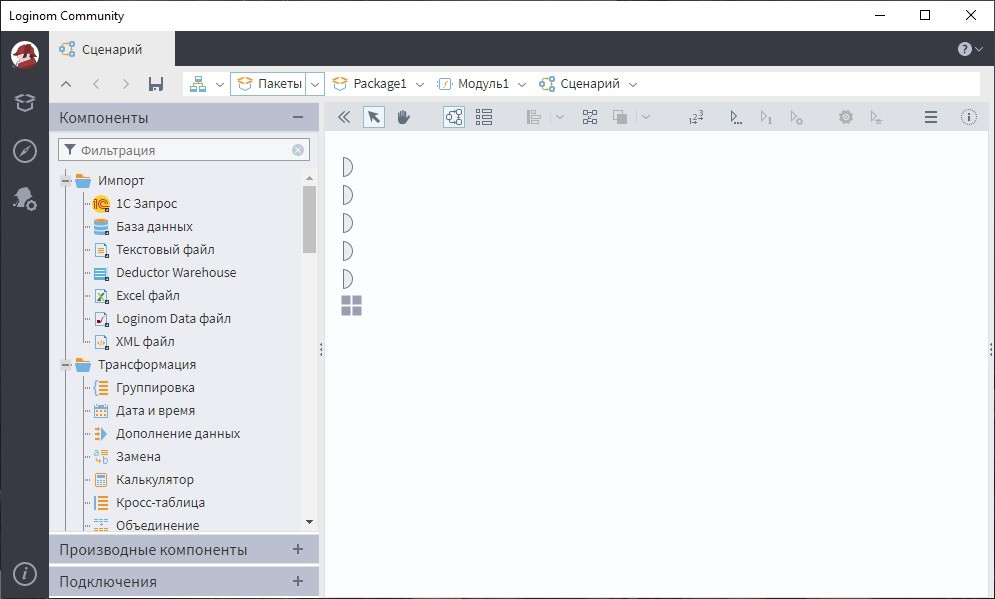 Loginom Community
Сценарий
Пакеты
Package1
Модуль1
Сценарий
Компоненты
Фильтрация
Импорт
1С Запрос
База данных
Текстовый файл
Deductor Warehouse
Excel файл
Loginom Data файл
XML файл
Трансформация
Группировка
Дата и время
Дополнение данных
Замена
Калькулятор
Кросс-таблица
Объединение
Производные компоненты
Подключения